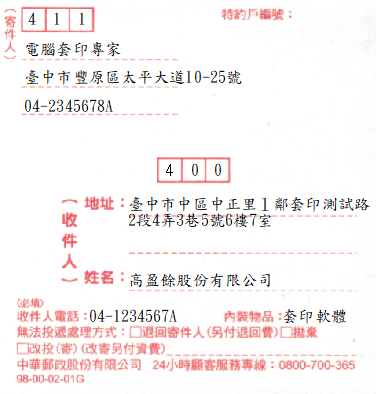 (寄件人)
411
特約戶編號：
電腦套印專家
臺中市豐原區太平大道10-25號
04-2345678A
400
(收件人)
地址：臺中市中區中正里1鄰套印測試路
2段4弄3巷5號6樓7室
姓名：高盈餘股份有限公司
(必填)
收件人電話：04-1234567A 內裝物品：套印軟體
無法投遞處理方式：□退回寄件人(另付退回費)□拋棄
□改投(寄)(改寄另付資費)
中華郵政股份有限公司 24小時顧客服務專線：0800-700-365
98-00-02-01G